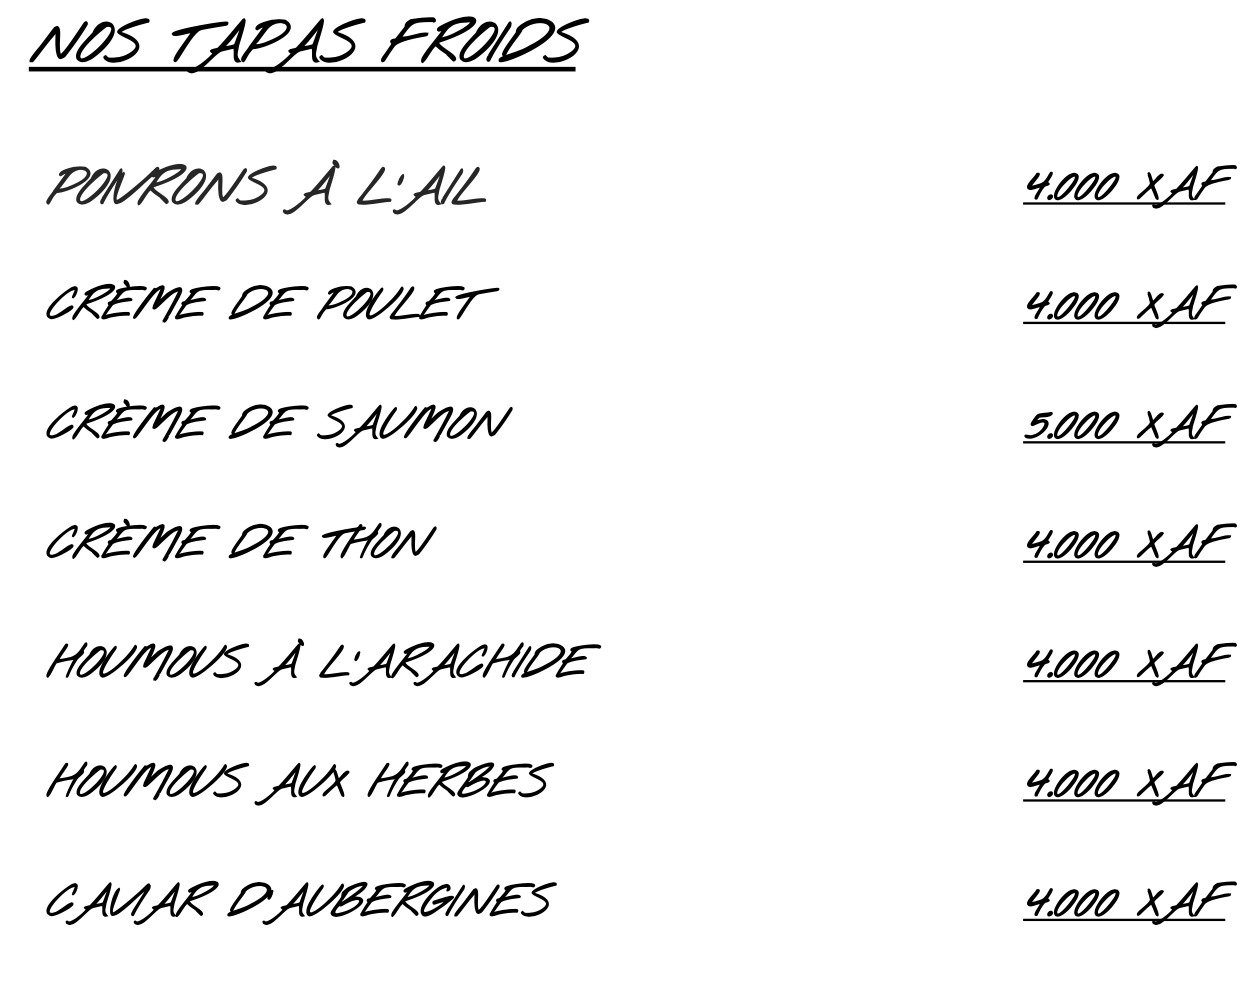 NOS TAPAS FROIDS
POIVRONS À L'AIL 4.000 XAF
CRÈME DE POULET 4.000 XAF
CRÈME DE SAUMON 5.000 XAF
CRÈME DE THON 4.000 XAF
HOUMOUS À L'ARACHIDE 4.000 XAF
HOUMOUS AUX HERBES 4.000 XAF
CAVIAR D'AUBERGINES 4.000 XAF